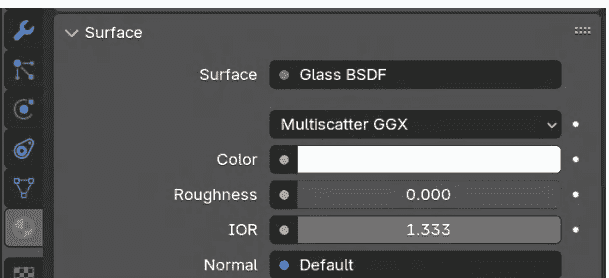 Surface
Surface Glass BSDF
Multiscatter GGX
Color
Roughness 0.000
IOR 1.333
Normal Default